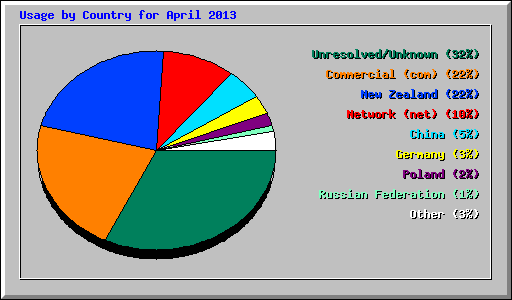 Usage by Country for April 2013
Unresolved/Unknown (32%)
Commercial (com) (22%)
New Zealand (22%)
Network (net) (10%)
China (5%)
Germany (3%)
Poland (2%)
Russian Federation (1%)
Other (3%)